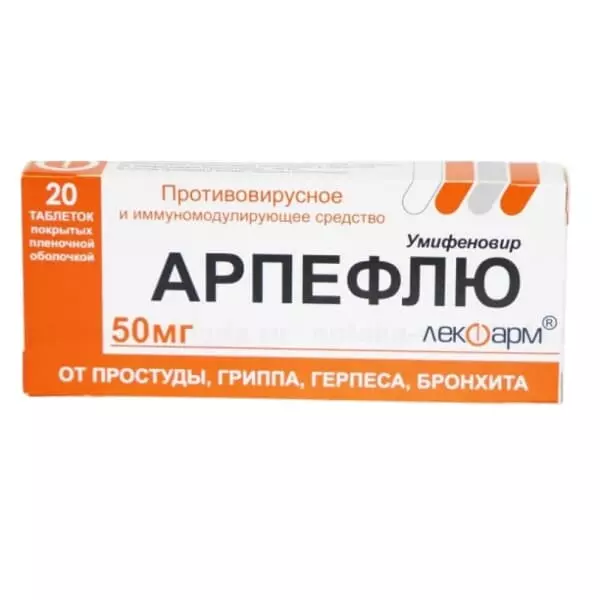 20
ТАБЛЕТОК
покрытых
пленочной
оболочкой
Противовирусное
и иммуномодулирующее средство
Умифеновир
АРПЕФЛЮ
50мг
лекфарм®
ОТ ПРОСТУДЫ, ГРИППА, ГЕРПЕСА, БРОНХИТА